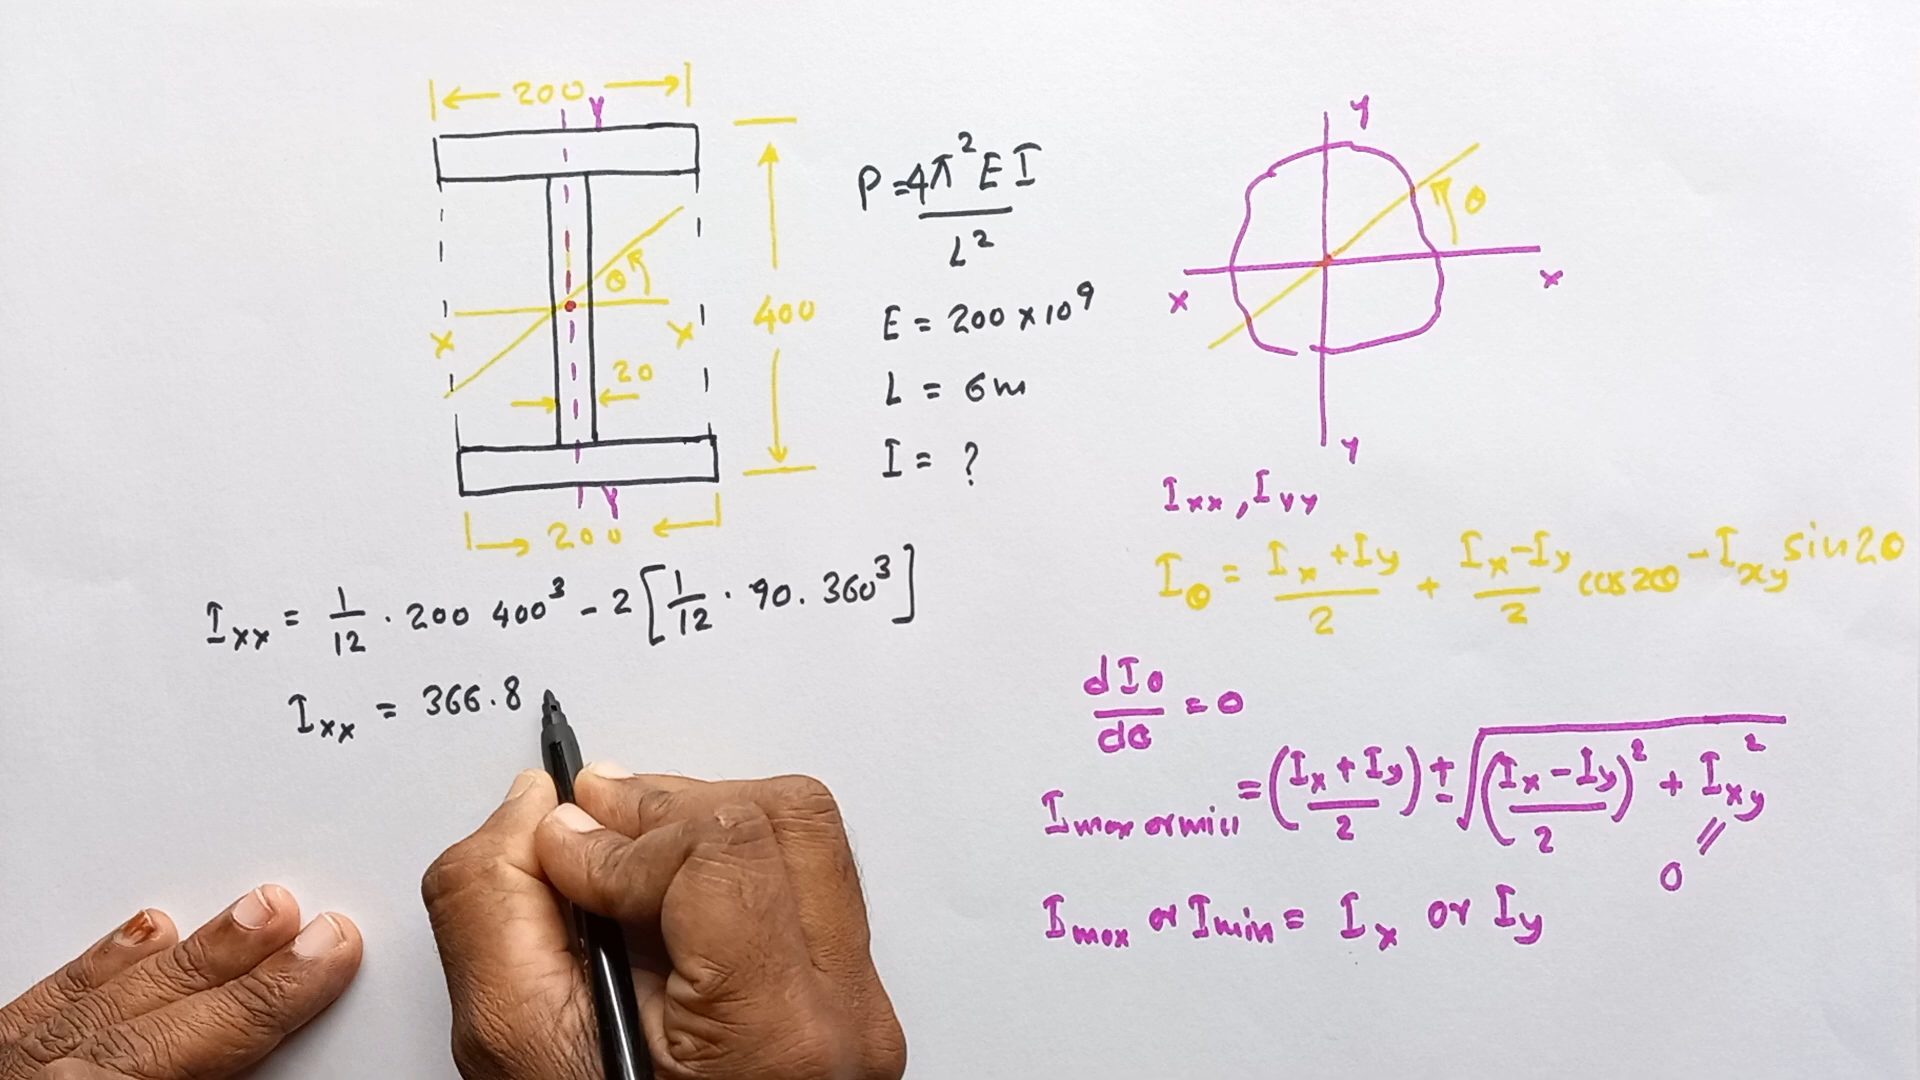 200
Y
X
X
θ
20
400
Y
200
P = 4π²EI / L²
E = 200 × 10⁹
L = 6m
I = ?
Y
θ
X
X
Y
Ixx , Iyy
Iθ = (Ix + Iy)/2 + (Ix - Iy)/2 cos2θ - Ixy sin2θ
dIθ/dθ = 0
Imax or min = (Ix + Iy / 2) ± √((Ix - Iy / 2)² + Ixy²)
0
Imax or Imin = Ix or Iy
Ixx = 1/12 . 200 400³ - 2[1/12 . 90 . 360³]
Ixx = 366.8